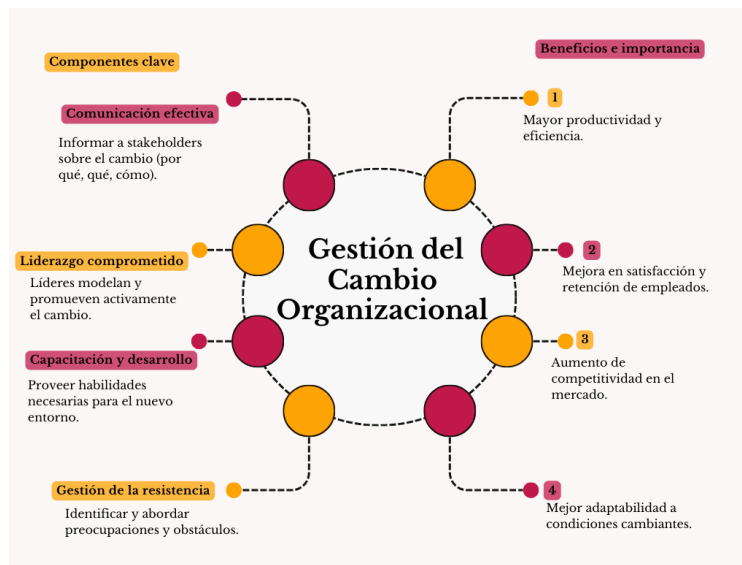 Componentes clave
Comunicación efectiva
Informar a stakeholders
sobre el cambio (por
qué, qué, cómo).
Liderazgo comprometido
Líderes modelan y
promueven activamente
el cambio.
Capacitación y desarrollo
Proveer habilidades
necesarias para el nuevo
entorno.
Gestión de la resistencia
Identificar y abordar
preocupaciones y obstáculos.
Gestión del
Cambio
Organizacional
Beneficios e importancia
1
Mayor productividad y
eficiencia.
2
Mejora en satisfacción y
retención de empleados.
3
Aumento de
competitividad en el
mercado.
4
Mejor adaptabilidad a
condiciones cambiantes.